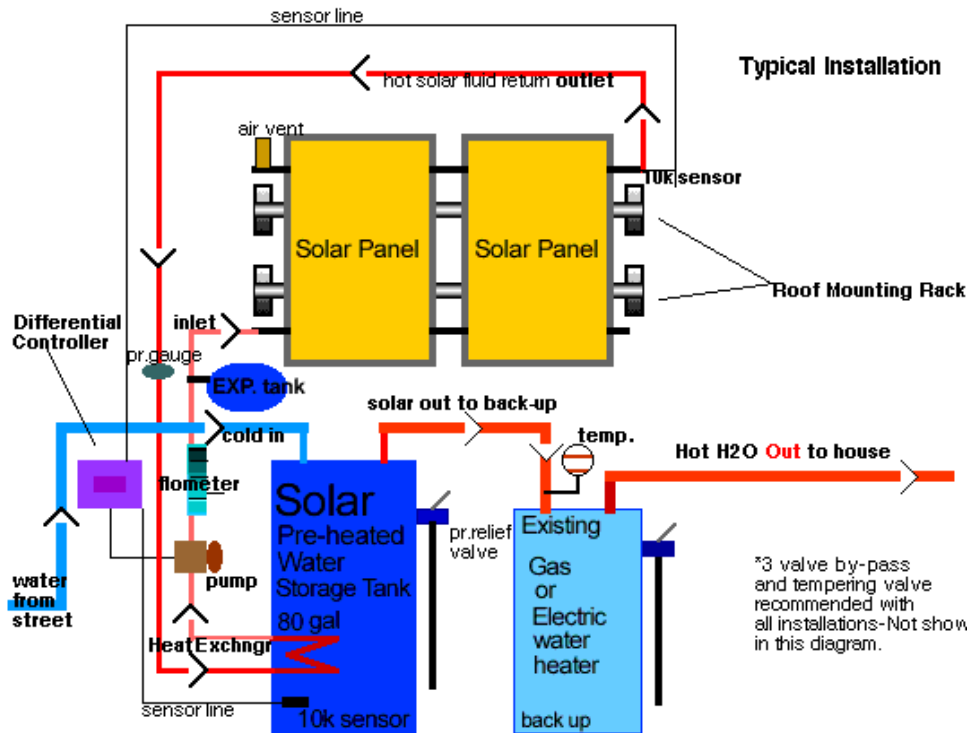 sensor line
Typical Installation
hot solar fluid return outlet
air vent
10k sensor
Solar Panel
Solar Panel
Roof Mounting Rack
Differential
Controller
inlet
pr.gauge
EXP. tank
solar out to back-up
cold in
temp.
Hot H2O Out to house
flometer
Solar
Pre-heated
Water
Storage Tank
80 gal
pr.relief
valve
Existing
Gas
or
Electric
water
heater
back up
water
from
street
pump
Heat Exchngr
sensor line
10k sensor
*3 valve by-pass
and tempering valve
recommended with
all installations-Not show
in this diagram.